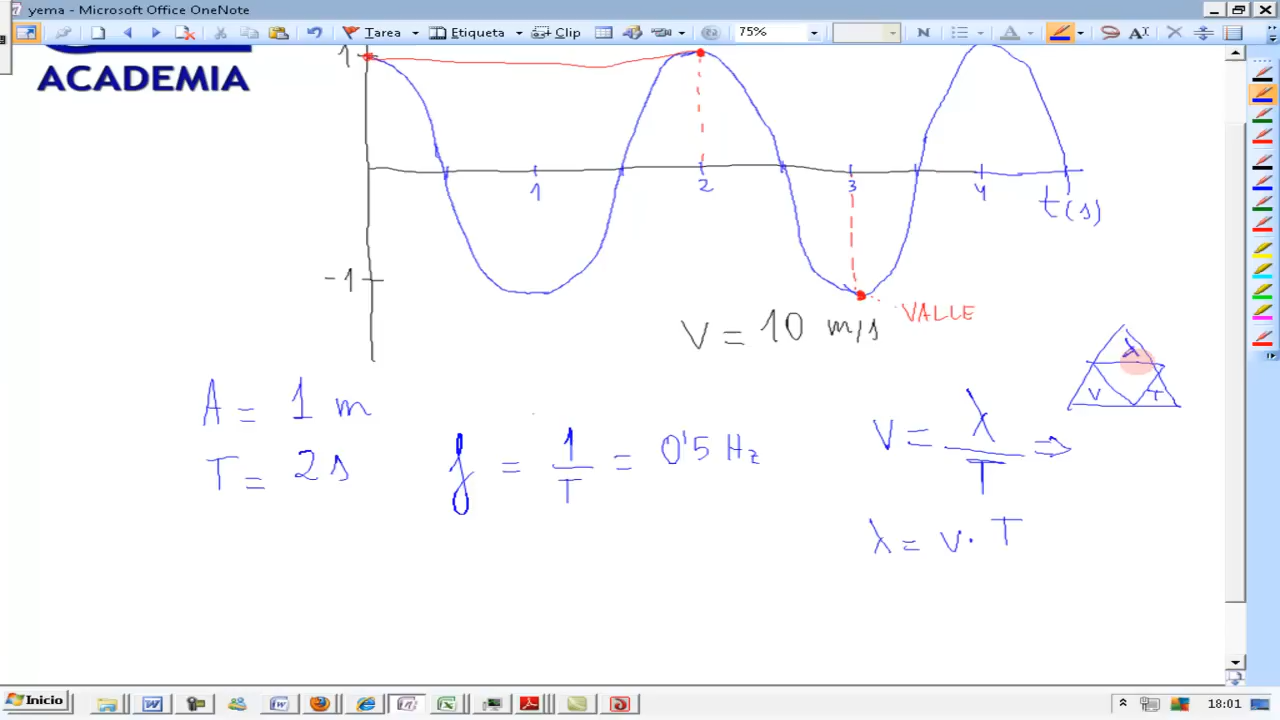 yema - Microsoft Office OneNote
Tarea
Etiqueta
Clip
75%
N
A
A
1
ACADEMIA
1
2
3
4
t(s)
-1
VALLE
V = 10 m/s
λ
V
T
A = 1 m
T = 2 s
f = 1/T = 0'5 Hz
V = λ/T ⇒
λ = v · T
Inicio
18:01